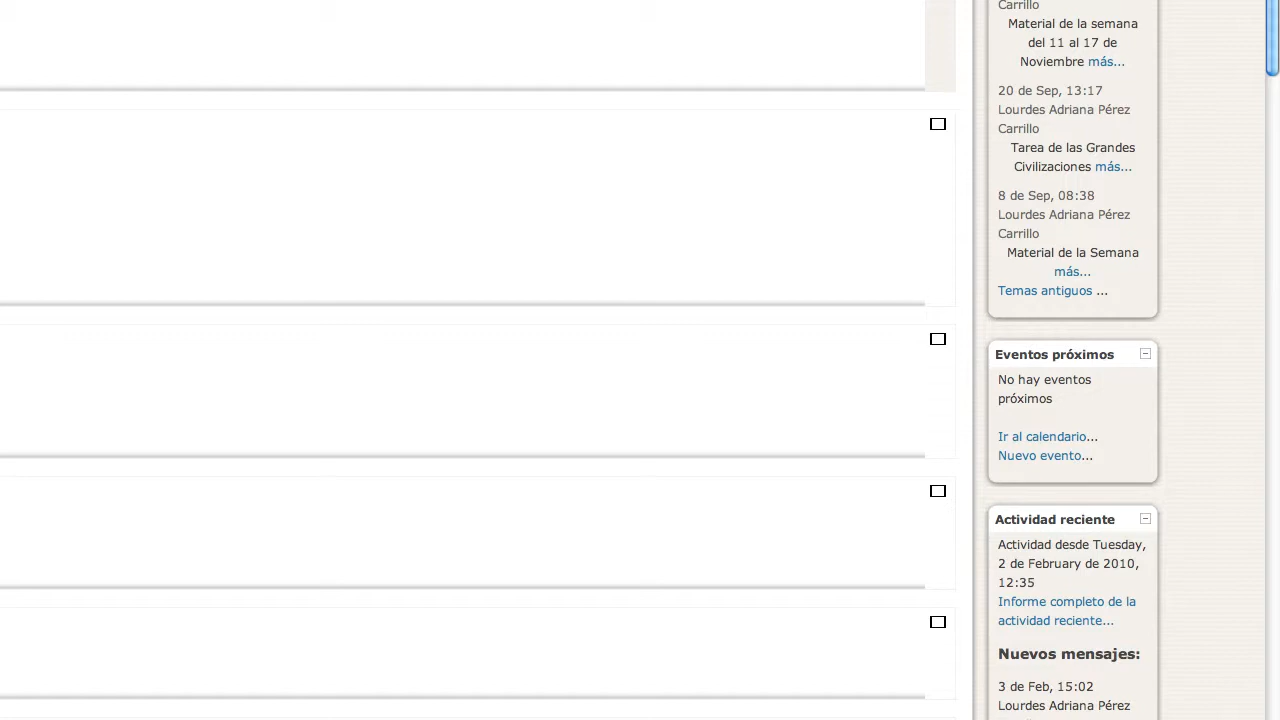 Carrillo
Material de la semana
del 11 al 17 de
Noviembre más...
20 de Sep, 13:17
Lourdes Adriana Pérez
Carrillo
Tarea de las Grandes
Civilizaciones más...
8 de Sep, 08:38
Lourdes Adriana Pérez
Carrillo
Material de la Semana
más...
Temas antiguos ...
Eventos próximos
No hay eventos
próximos
Ir al calendario...
Nuevo evento...
Actividad reciente
Actividad desde Tuesday,
2 de February de 2010,
12:35
Informe completo de la
actividad reciente...
Nuevos mensajes:
3 de Feb, 15:02
Lourdes Adriana Pérez